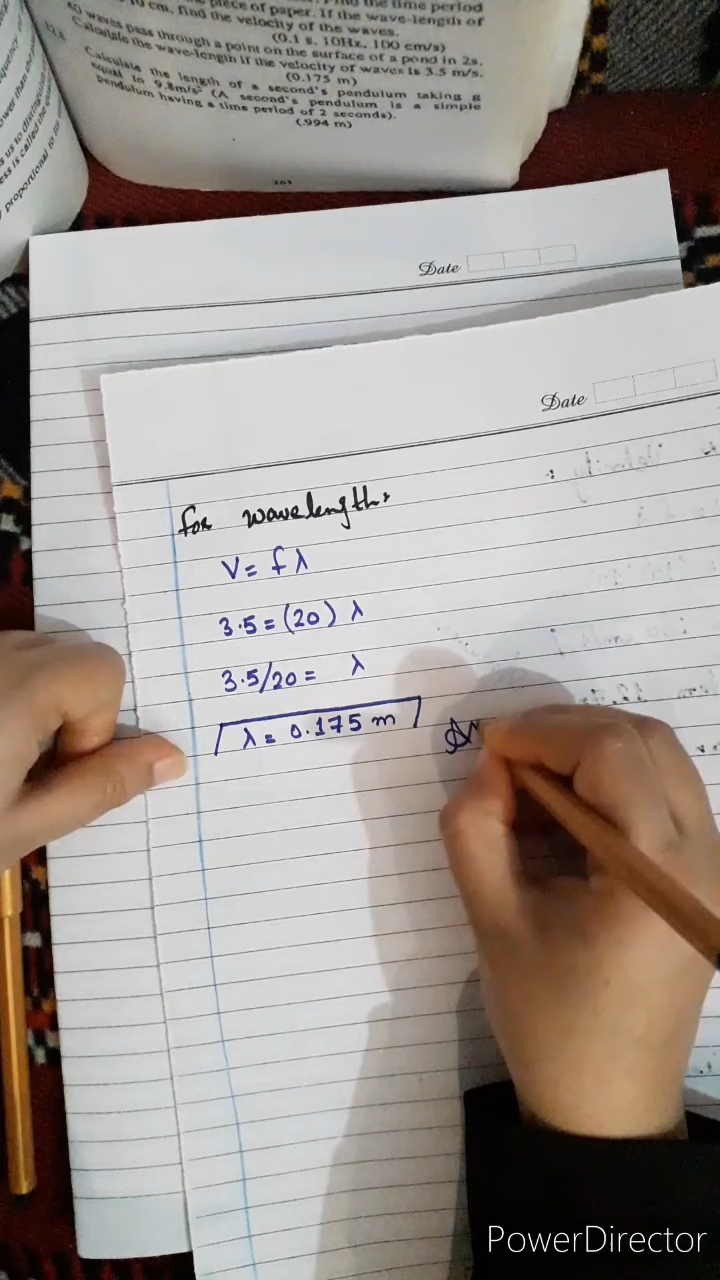 the time period
piece of paper. If the wave-length of
10 cm, find the velocity of the waves.
(0.1 s, 10Hz, 100 cm/s)
40 waves pass through a point on the surface of a pond in 2s.
Calculate the wave-length if the velocity of waves is 3.5 m/s.
(0.175 m)
Calculate the length of a second's pendulum taking g
equal to 9.8m/s² (A second's pendulum is a simple
pendulum having a time period of 2 seconds).
(.994 m)
261
Date
Date
for wavelength:
V = f λ
3.5 = (20) λ
3.5/20 = λ
λ = 0.175 m
PowerDirector